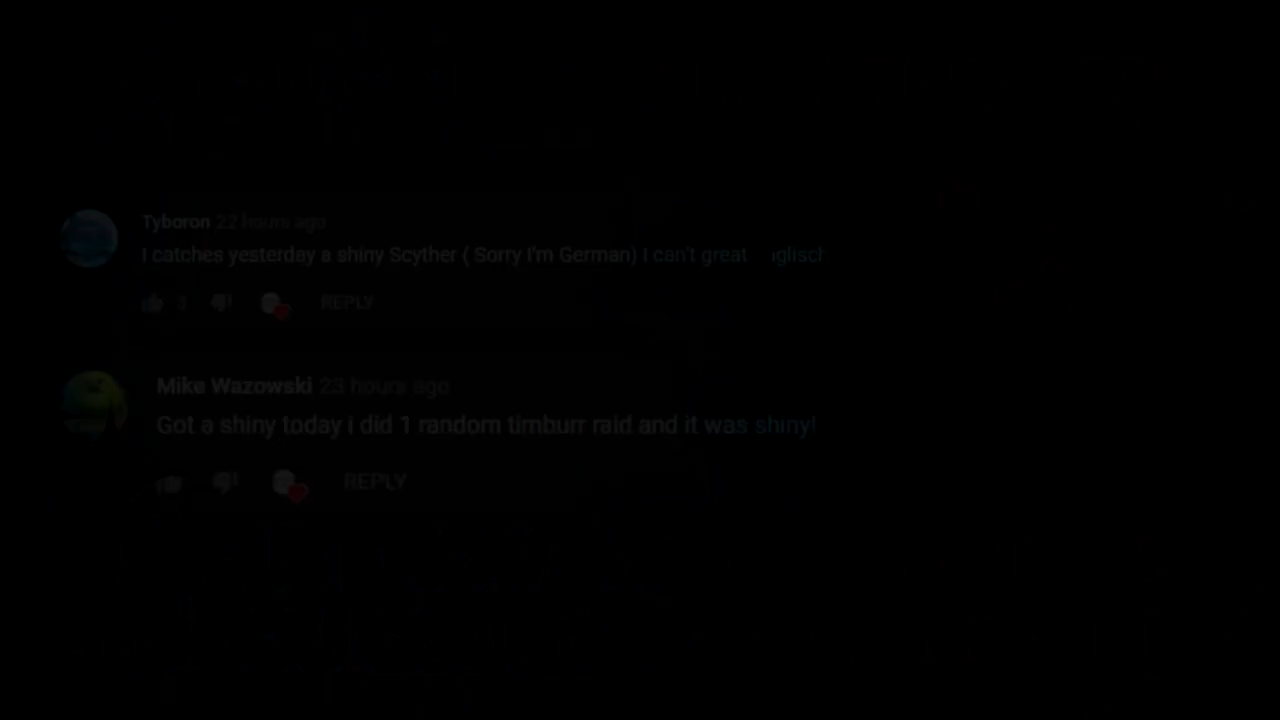 Tyboron 22 hours ago
I catches yesterday a shiny Scyther ( Sorry I'm German) I can't great
3 REPLY
Mike Wazowski 23 hours ago
Got a shiny today i did 1 random timburr raid and it was shiny!
REPLY